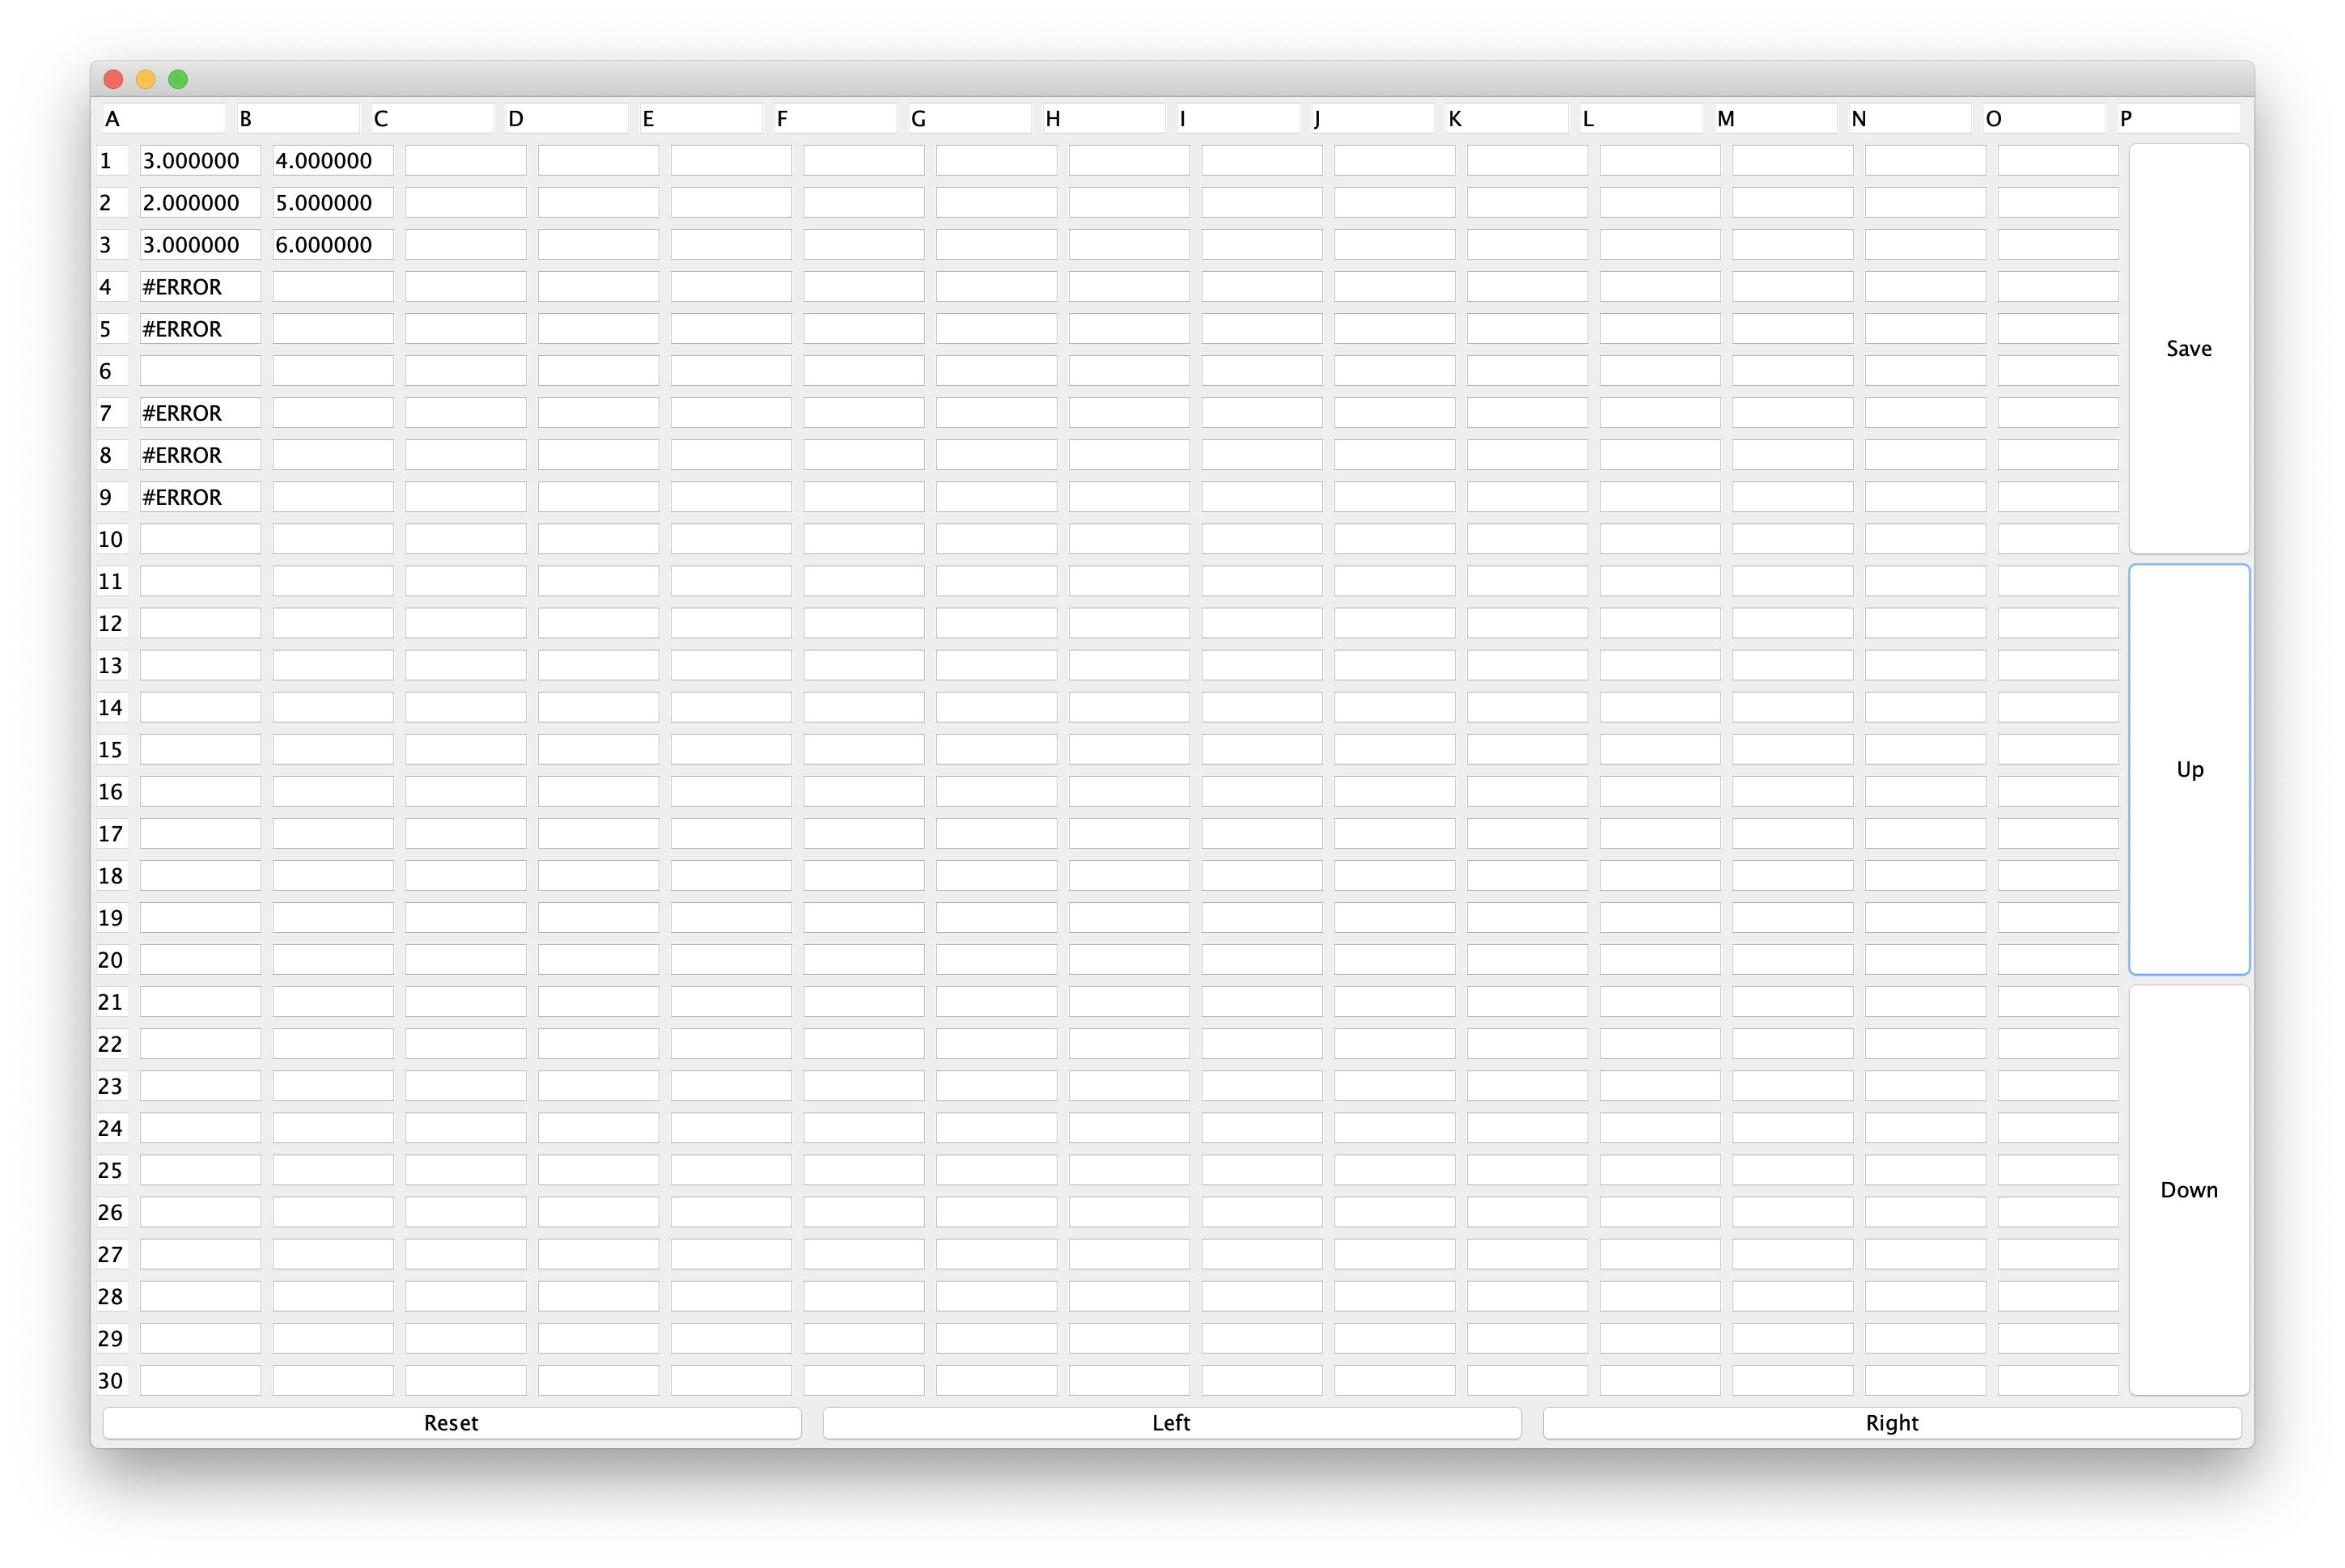 A B C D E F G H I J K L M N O P
1 3.000000 4.000000
2 2.000000 5.000000
3 3.000000 6.000000
4 #ERROR
5 #ERROR
6
7 #ERROR
Save
8 #ERROR
9 #ERROR
10
11
12
13
14
15
16
Up
17
18
19
20
21
22
23
24
25
26
Down
27
28
29
30
Reset Left Right